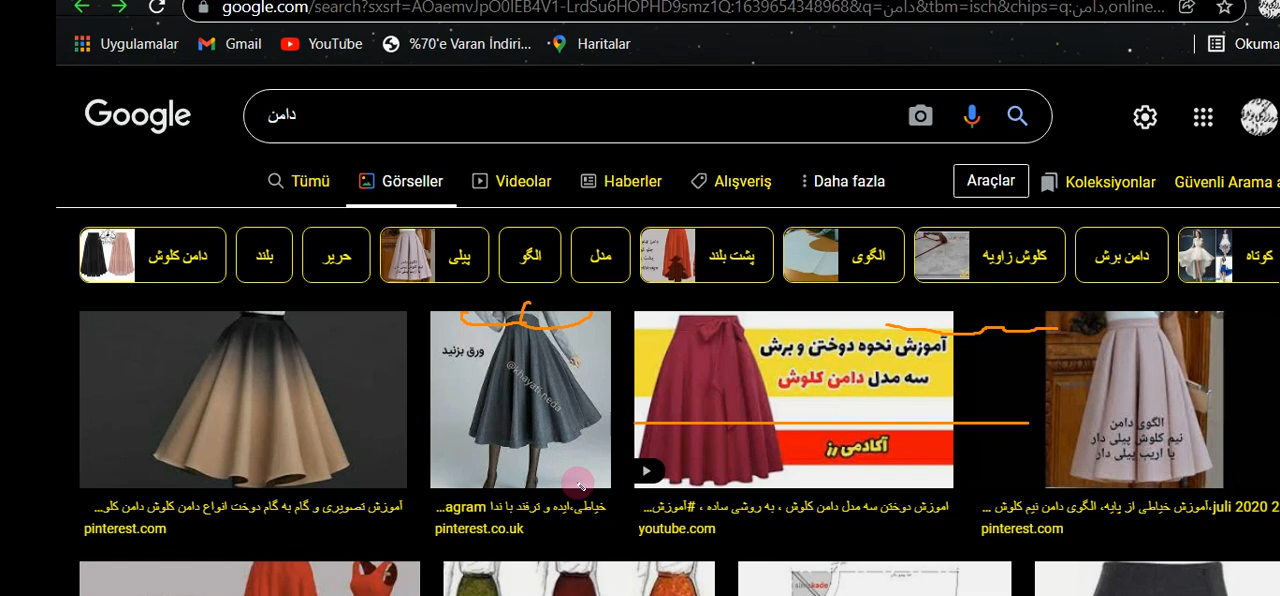 google.com/search?sxsrf=AOaemvJpO0IEB4V1-LrdSu6HOPHD9smz1Q:1639654348968&q=دامن&tbm=isch&chips=q:دامن,online...
Uygulamalar Gmail YouTube %70'e Varan İndiri... Haritalar Okuma
Google دامن
Tümü Görseller Videolar Haberler Alışveriş Daha fazla Araçlar Koleksiyonlar Güvenli Arama a
دامن کلوش بلند حریر پیلی الگو مدل پشت بلند الگوی کلوش زاویه دامن برش کوتاه
ورق بزنید
@khayati.neda
آموزش نحوه دوختن و برش
سه مدل دامن کلوش
آکادمی رز
الگوی دامن
نیم کلوش پیلی دار
یا اریب پیلی دار
آموزش تصویری و گام به گام دوخت انواع دامن کلوش دامن کلو...
pinterest.com
خیاطی،ایده و ترفند با ندا agram...
pinterest.co.uk
اموزش دوختن سه مدل دامن کلوش ، به روشی ساده ، #آموزش...
youtube.com
juli 2020 2،آموزش خیاطی از پایه، الگوی دامن نیم کلوش ...
pinterest.com